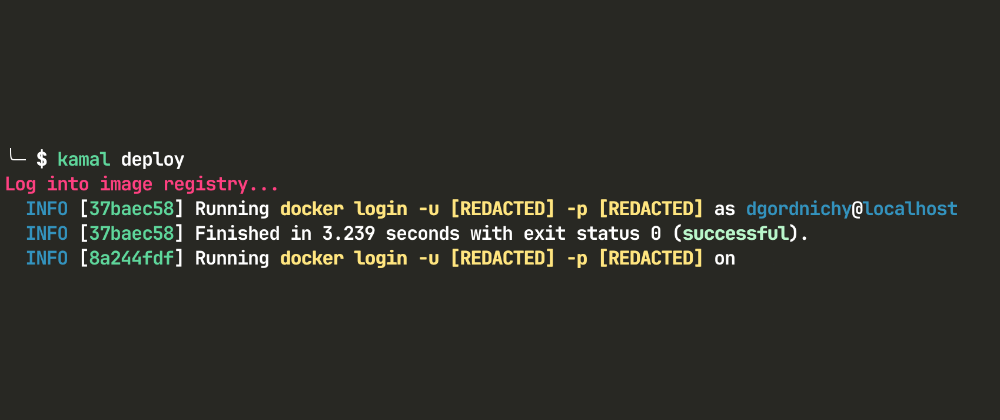 ╰─ $ kamal deploy
Log into image registry...
INFO [37baec58] Running docker login -u [REDACTED] -p [REDACTED] as dgordnichy@localhost
INFO [37baec58] Finished in 3.239 seconds with exit status 0 (successful).
INFO [8a244fdf] Running docker login -u [REDACTED] -p [REDACTED] on